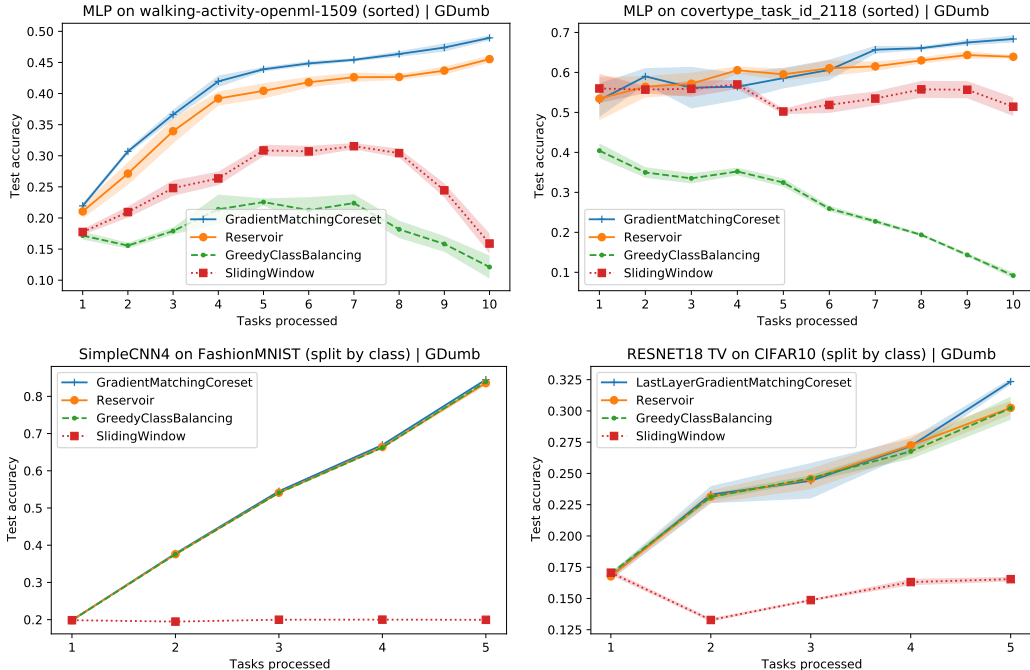 MLP on walking-activity-openml-1509 (sorted) | GDumb
0.50
0.45
0.40
0.35
0.30
0.25
0.20
0.15
0.10
Test accuracy
GradientMatchingCoreset
Reservoir
GreedyClassBalancing
SlidingWindow
1 2 3 4 5 6 7 8 9 10
Tasks processed
MLP on covertype_task_id_2118 (sorted) | GDumb
0.7
0.6
0.5
0.4
0.3
0.2
0.1
Test accuracy
GradientMatchingCoreset
Reservoir
GreedyClassBalancing
SlidingWindow
1 2 3 4 5 6 7 8 9 10
Tasks processed
SimpleCNN4 on FashionMNIST (split by class) | GDumb
GradientMatchingCoreset
Reservoir
GreedyClassBalancing
SlidingWindow
0.8
0.7
0.6
0.5
0.4
0.3
0.2
Test accuracy
1 2 3 4 5
Tasks processed
RESNET18 TV on CIFAR10 (split by class) | GDumb
LastLayerGradientMatchingCoreset
Reservoir
GreedyClassBalancing
SlidingWindow
0.325
0.300
0.275
0.250
0.225
0.200
0.175
0.150
0.125
Test accuracy
1 2 3 4 5
Tasks processed